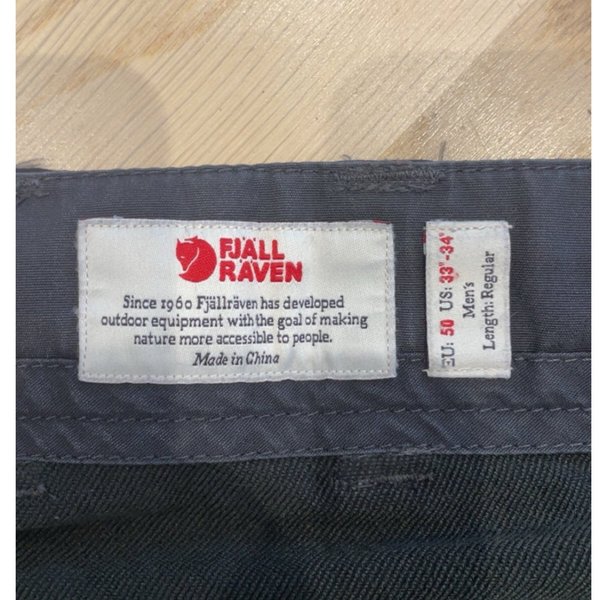 FJÄLL
RÄVEN
Since 1960 Fjällräven has developed
outdoor equipment with the goal of making
nature more accessible to people.
Made in China
EU: 50 US: 33"-34"
Men's
Length: Regular